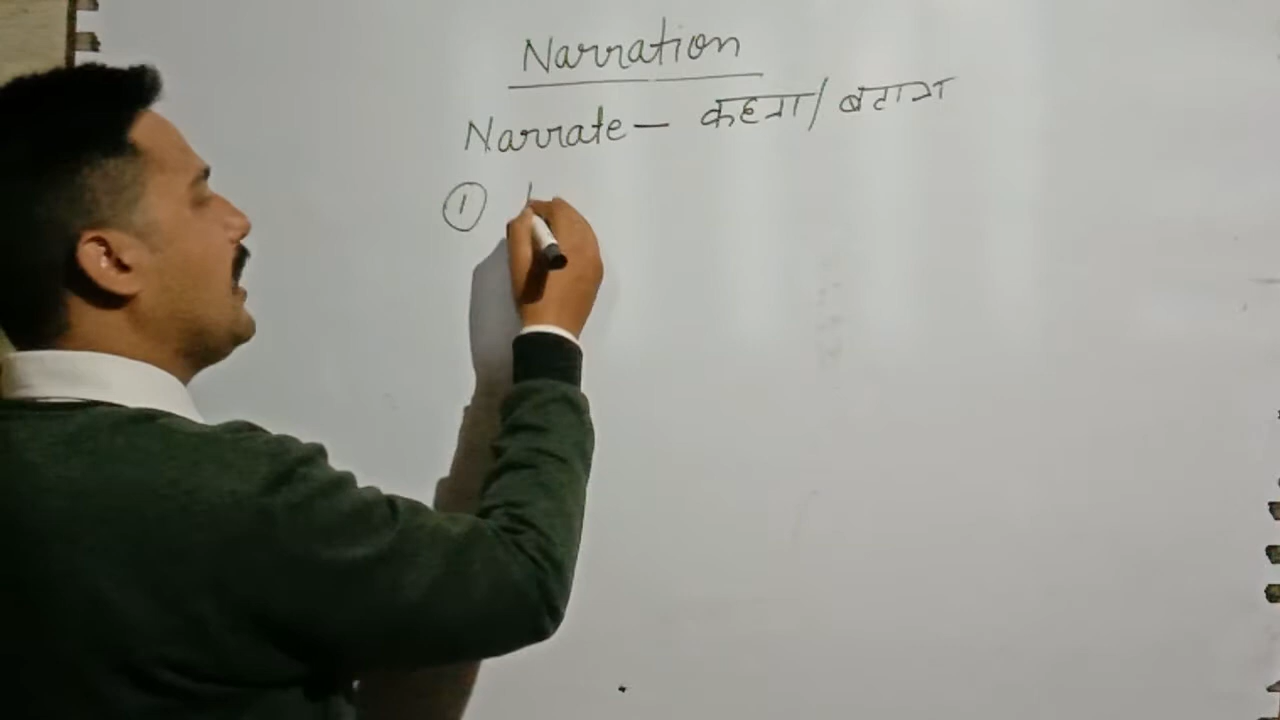 Narration
Narrate — कहना / बताना
①